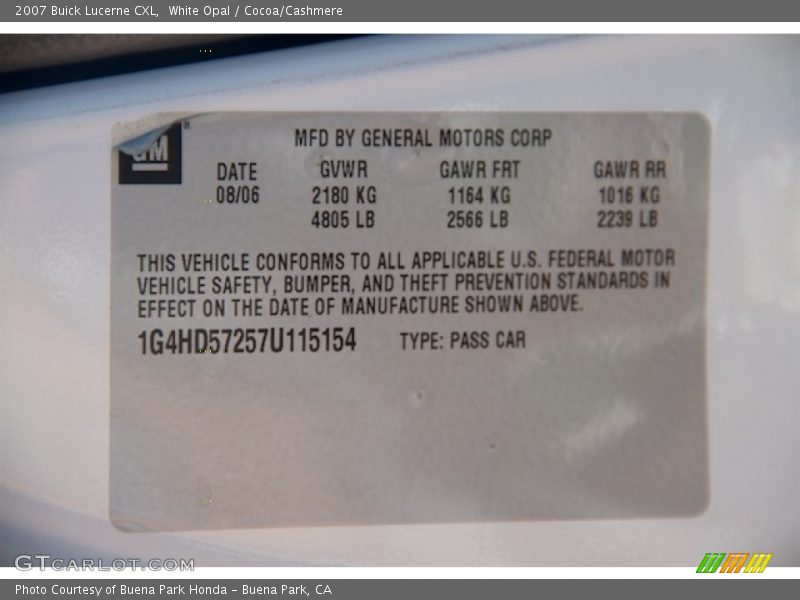 2007 Buick Lucerne CXL, White Opal / Cocoa/Cashmere
GM
MFD BY GENERAL MOTORS CORP
DATE GVWR GAWR FRT GAWR RR
08/06 2180 KG 1164 KG 1016 KG
4805 LB 2566 LB 2239 LB
THIS VEHICLE CONFORMS TO ALL APPLICABLE U.S. FEDERAL MOTOR
VEHICLE SAFETY, BUMPER, AND THEFT PREVENTION STANDARDS IN
EFFECT ON THE DATE OF MANUFACTURE SHOWN ABOVE.
1G4HD57257U115154 TYPE: PASS CAR
GTCARLOT.COM
Photo Courtesy of Buena Park Honda - Buena Park, CA